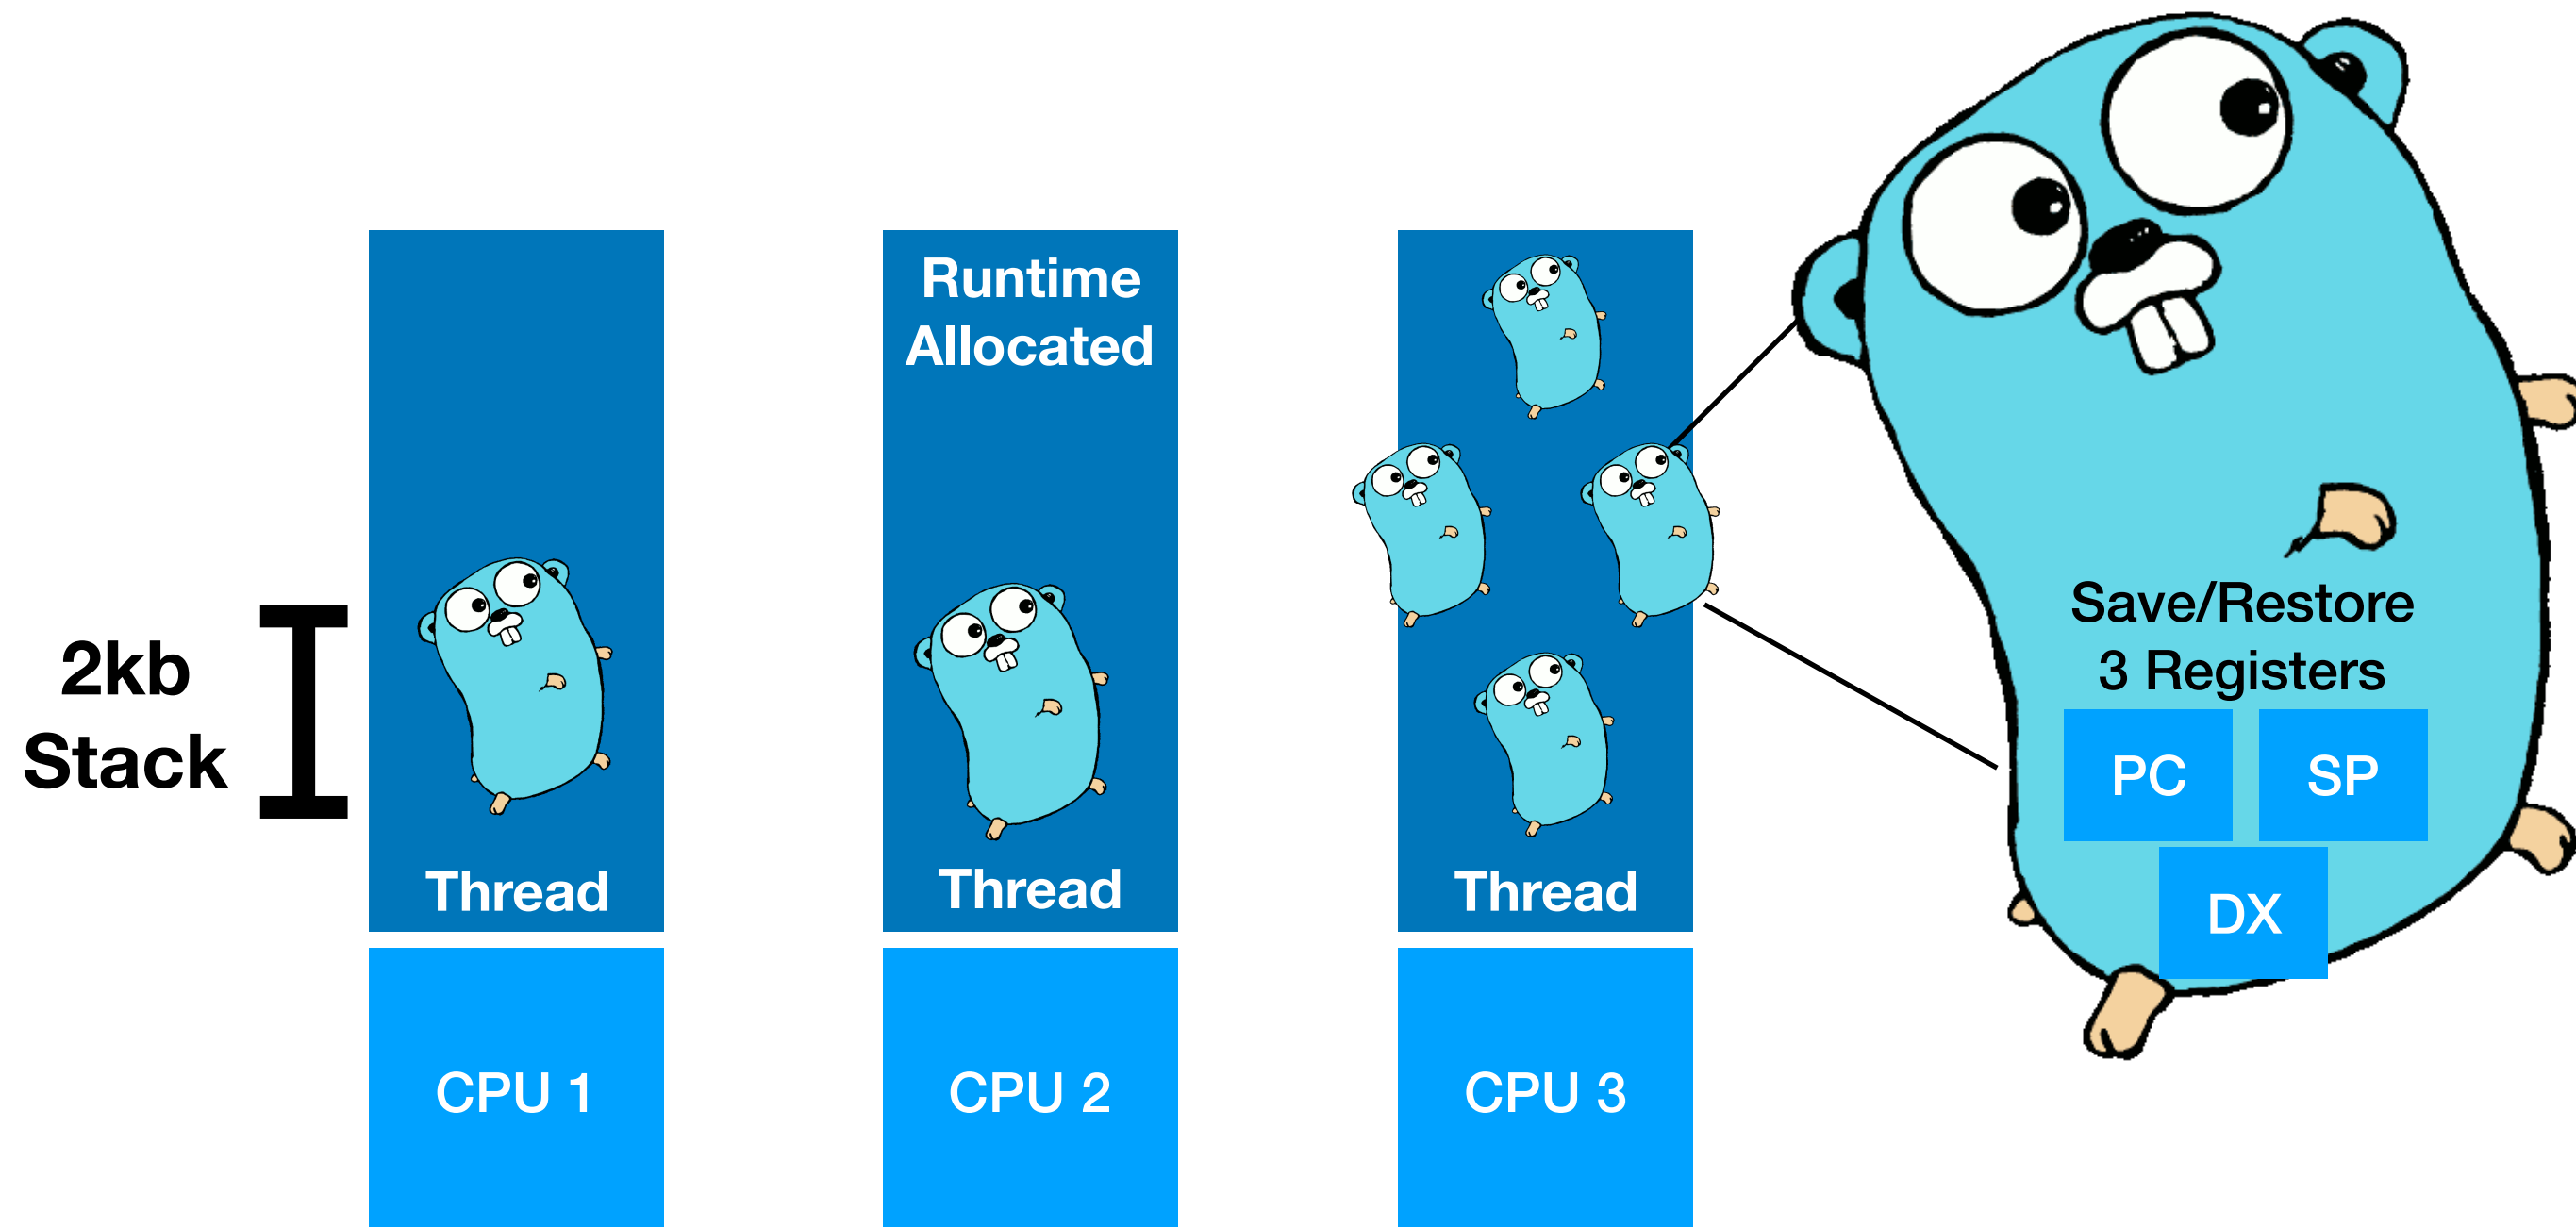 2kb
Stack
Thread
CPU 1
Runtime
Allocated
Thread
CPU 2
Thread
CPU 3
Save/Restore
3 Registers
PC
SP
DX